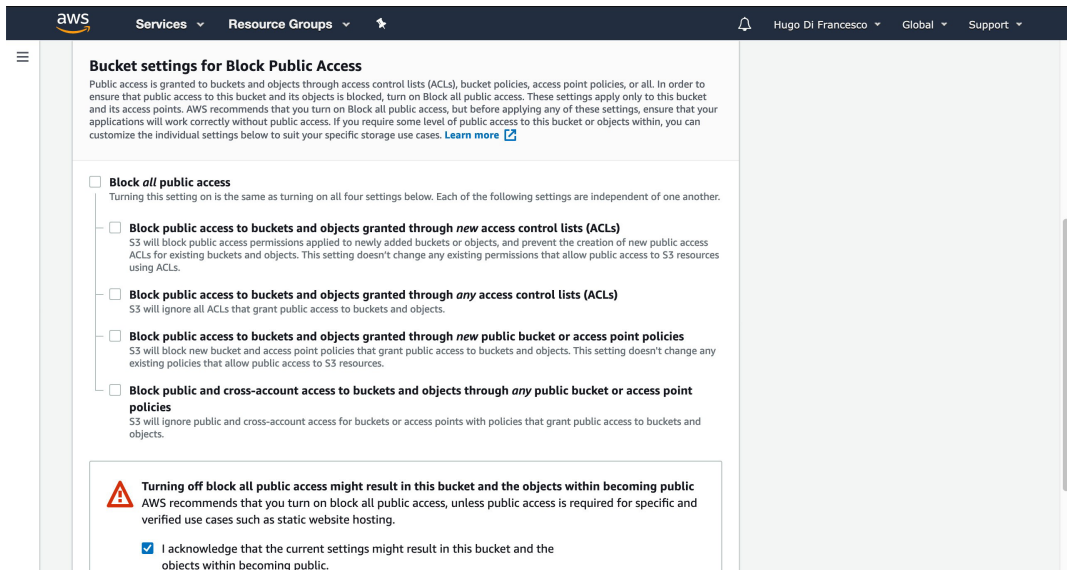 aws
Services
Resource Groups
Hugo Di Francesco
Global
Support
Bucket settings for Block Public Access
Public access is granted to buckets and objects through access control lists (ACLs), bucket policies, access point policies, or all. In order to
ensure that public access to this bucket and its objects is blocked, turn on Block all public access. These settings apply only to this bucket
and its access points. AWS recommends that you turn on Block all public access, but before applying any of these settings, ensure that your
applications will work correctly without public access. If you require some level of public access to this bucket or objects within, you can
customize the individual settings below to suit your specific storage use cases. Learn more
Block all public access
Turning this setting on is the same as turning on all four settings below. Each of the following settings are independent of one another.
Block public access to buckets and objects granted through new access control lists (ACLs)
S3 will block public access permissions applied to newly added buckets or objects, and prevent the creation of new public access
ACLs for existing buckets and objects. This setting doesn't change any existing permissions that allow public access to S3 resources
using ACLs.
Block public access to buckets and objects granted through any access control lists (ACLs)
S3 will ignore all ACLs that grant public access to buckets and objects.
Block public access to buckets and objects granted through new public bucket or access point policies
S3 will block new bucket and access point policies that grant public access to buckets and objects. This setting doesn't change any
existing policies that allow public access to S3 resources.
Block public and cross-account access to buckets and objects through any public bucket or access point
policies
S3 will ignore public and cross-account access for buckets or access points with policies that grant public access to buckets and
objects.
Turning off block all public access might result in this bucket and the objects within becoming public
AWS recommends that you turn on block all public access, unless public access is required for specific and
verified use cases such as static website hosting.
I acknowledge that the current settings might result in this bucket and the
objects within becoming public.